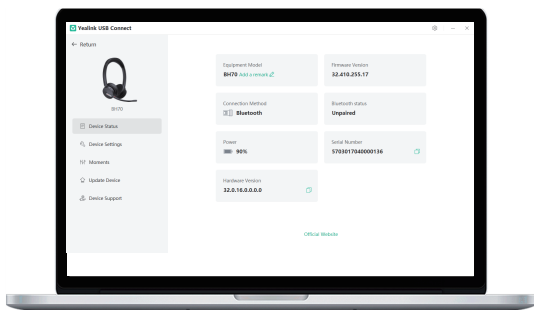 Yealink USB Connect
Return
BH70
Device Status
Device Settings
Moments
Update Device
Device Support
Equipment Model
BH70 Add a remark
Firmware Version
32.410.255.17
Connection Method
Bluetooth
Bluetooth status
Unpaired
Power
90%
Serial Number
5703017040000136
Hardware Version
32.0.16.0.0.0.0
Official Website